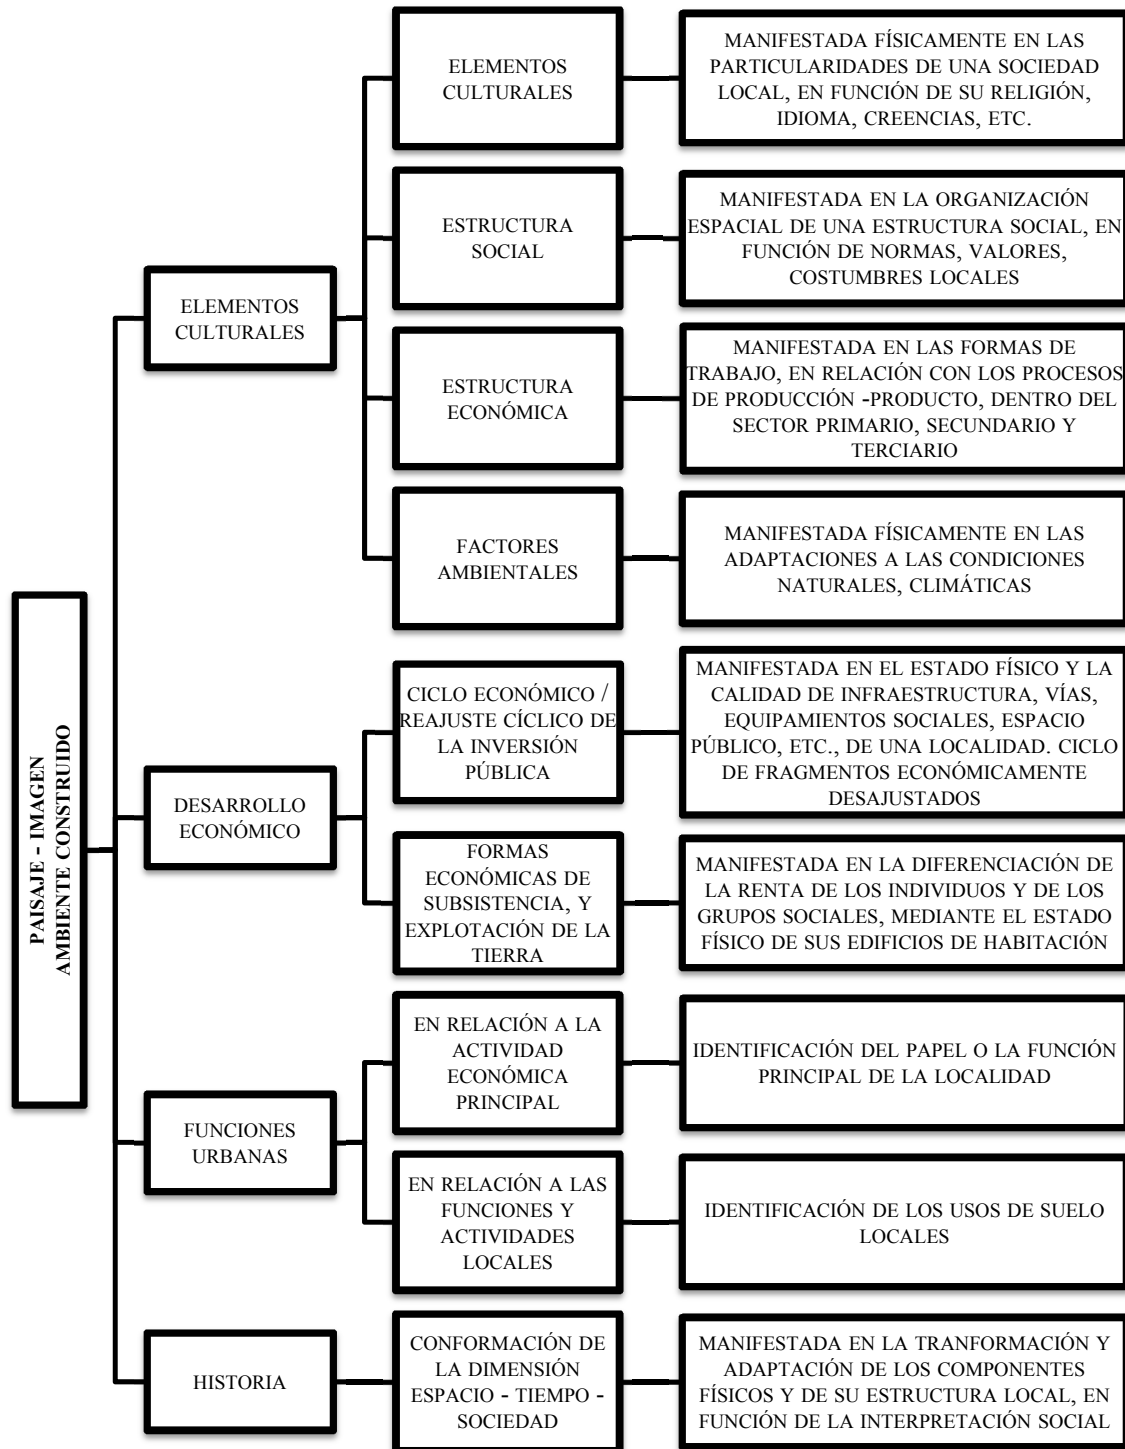 PAISAJE - IMAGEN
AMBIENTE CONSTRUIDO
ELEMENTOS
CULTURALES
ELEMENTOS
CULTURALES
MANIFESTADA FÍSICAMENTE EN LAS
PARTICULARIDADES DE UNA SOCIEDAD
LOCAL, EN FUNCIÓN DE SU RELIGIÓN,
IDIOMA, CREENCIAS, ETC.
ESTRUCTURA
SOCIAL
MANIFESTADA EN LA ORGANIZACIÓN
ESPACIAL DE UNA ESTRUCTURA SOCIAL, EN
FUNCIÓN DE NORMAS, VALORES,
COSTUMBRES LOCALES
ESTRUCTURA
ECONÓMICA
MANIFESTADA EN LAS FORMAS DE
TRABAJO, EN RELACIÓN CON LOS PROCESOS
DE PRODUCCIÓN -PRODUCTO, DENTRO DEL
SECTOR PRIMARIO, SECUNDARIO Y
TERCIARIO
FACTORES
AMBIENTALES
MANIFESTADA FÍSICAMENTE EN LAS
ADAPTACIONES A LAS CONDICIONES
NATURALES, CLIMÁTICAS
DESARROLLO
ECONÓMICO
CICLO ECONÓMICO /
REAJUSTE CÍCLICO DE
LA INVERSIÓN
PÚBLICA
MANIFESTADA EN EL ESTADO FÍSICO Y LA
CALIDAD DE INFRAESTRUCTURA, VÍAS,
EQUIPAMIENTOS SOCIALES, ESPACIO
PÚBLICO, ETC., DE UNA LOCALIDAD. CICLO
DE FRAGMENTOS ECONÓMICAMENTE
DESAJUSTADOS
FORMAS
ECONÓMICAS DE
SUBSISTENCIA, Y
EXPLOTACIÓN DE LA
TIERRA
MANIFESTADA EN LA DIFERENCIACIÓN DE
LA RENTA DE LOS INDIVIDUOS Y DE LOS
GRUPOS SOCIALES, MEDIANTE EL ESTADO
FÍSICO DE SUS EDIFICIOS DE HABITACIÓN
FUNCIONES
URBANAS
EN RELACIÓN A LA
ACTIVIDAD
ECONÓMICA
PRINCIPAL
IDENTIFICACIÓN DEL PAPEL O LA FUNCIÓN
PRINCIPAL DE LA LOCALIDAD
EN RELACIÓN A LAS
FUNCIONES Y
ACTIVIDADES
LOCALES
IDENTIFICACIÓN DE LOS USOS DE SUELO
LOCALES
HISTORIA
CONFORMACIÓN DE
LA DIMENSIÓN
ESPACIO - TIEMPO -
SOCIEDAD
MANIFESTADA EN LA TRANFORMACIÓN Y
ADAPTACIÓN DE LOS COMPONENTES
FÍSICOS Y DE SU ESTRUCTURA LOCAL, EN
FUNCIÓN DE LA INTERPRETACIÓN SOCIAL